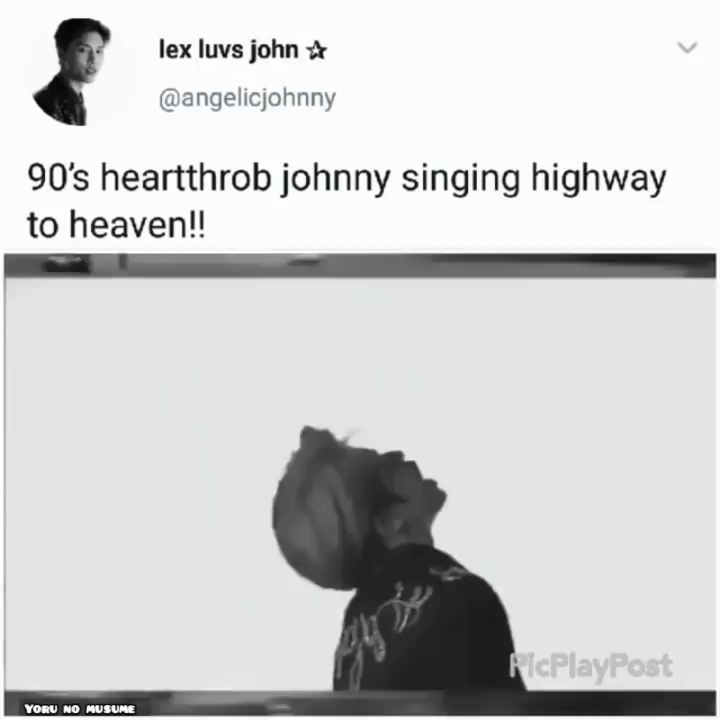 lex luvs john ☆
@angelicjohnny
90's heartthrob johnny singing highway
to heaven!!
PicPlayPost
YORU NO MUSUME